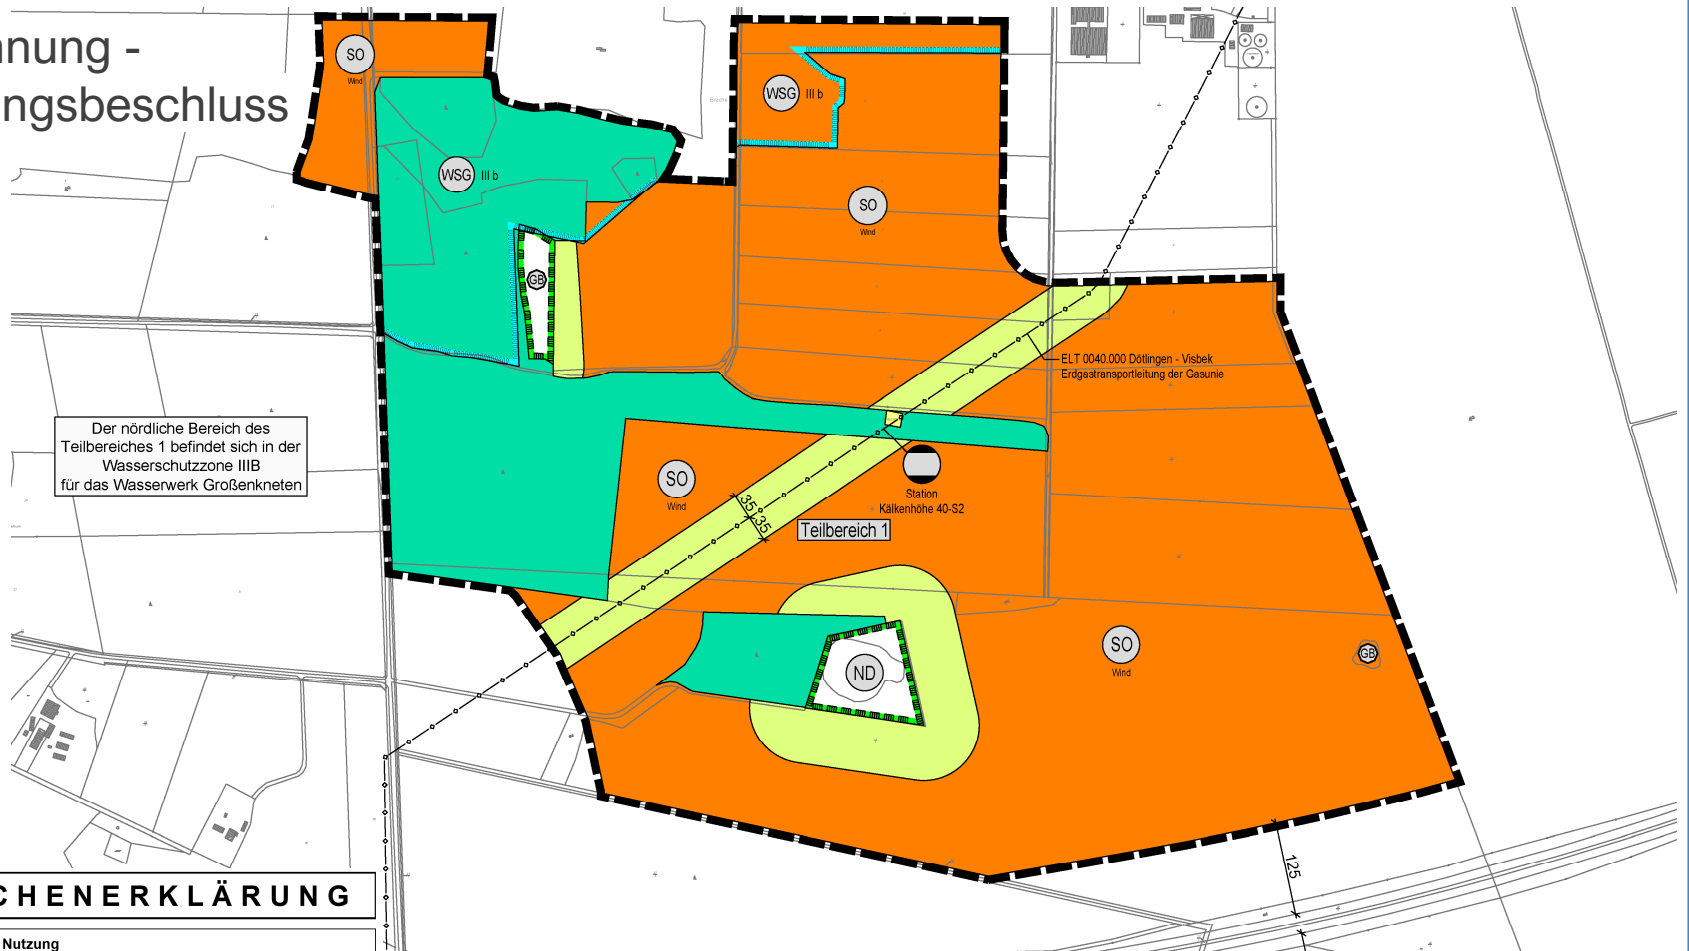 nnung -
ngsbeschluss
SO
Wind
WSG III b
WSG III b
SO
Wind
GB
ELT 0040.000 Dötlingen - Visbek
Erdgastransportleitung der Gasunie
Der nördliche Bereich des
Teilbereiches 1 befindet sich in der
Wasserschutzzone IIIB
für das Wasserwerk Großenkneten
SO
Wind
Station
Kälkenhöhe 40-S2
35
35
Teilbereich 1
SO
Wind
GB
ND
125
CHENERKLÄRUNG
Nutzung